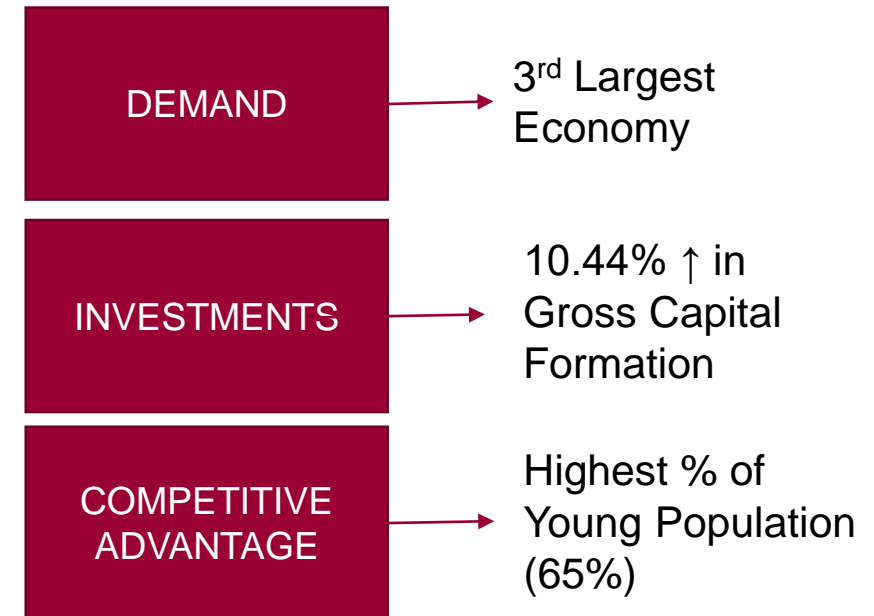 DEMAND
3rd Largest
Economy
INVESTMENTS
10.44% ↑ in
Gross Capital
Formation
COMPETITIVE
ADVANTAGE
Highest % of
Young Population
(65%)